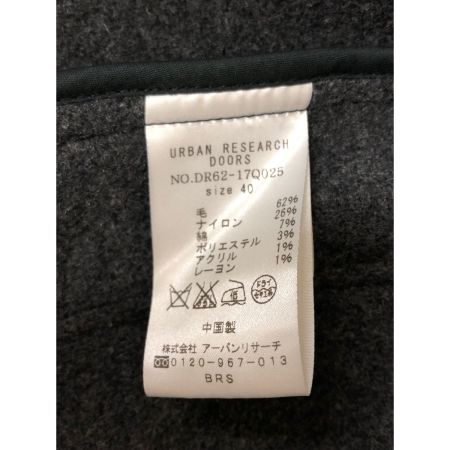 URBAN RESEARCH
DOORS
NO.DR62-17Q025
size 40
毛 62%
ナイロン 26%
綿 7%
ポリエステル 3%
アクリル 1%
レーヨン 1%
低
ドライ
中国製
株式会社 アーバンリサーチ
0120-967-013
BRS